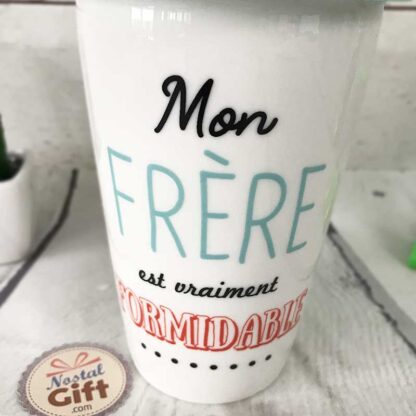 Mon
FRÈRE
est vraiment
FORMIDABLE
Nostal
Gift
.com